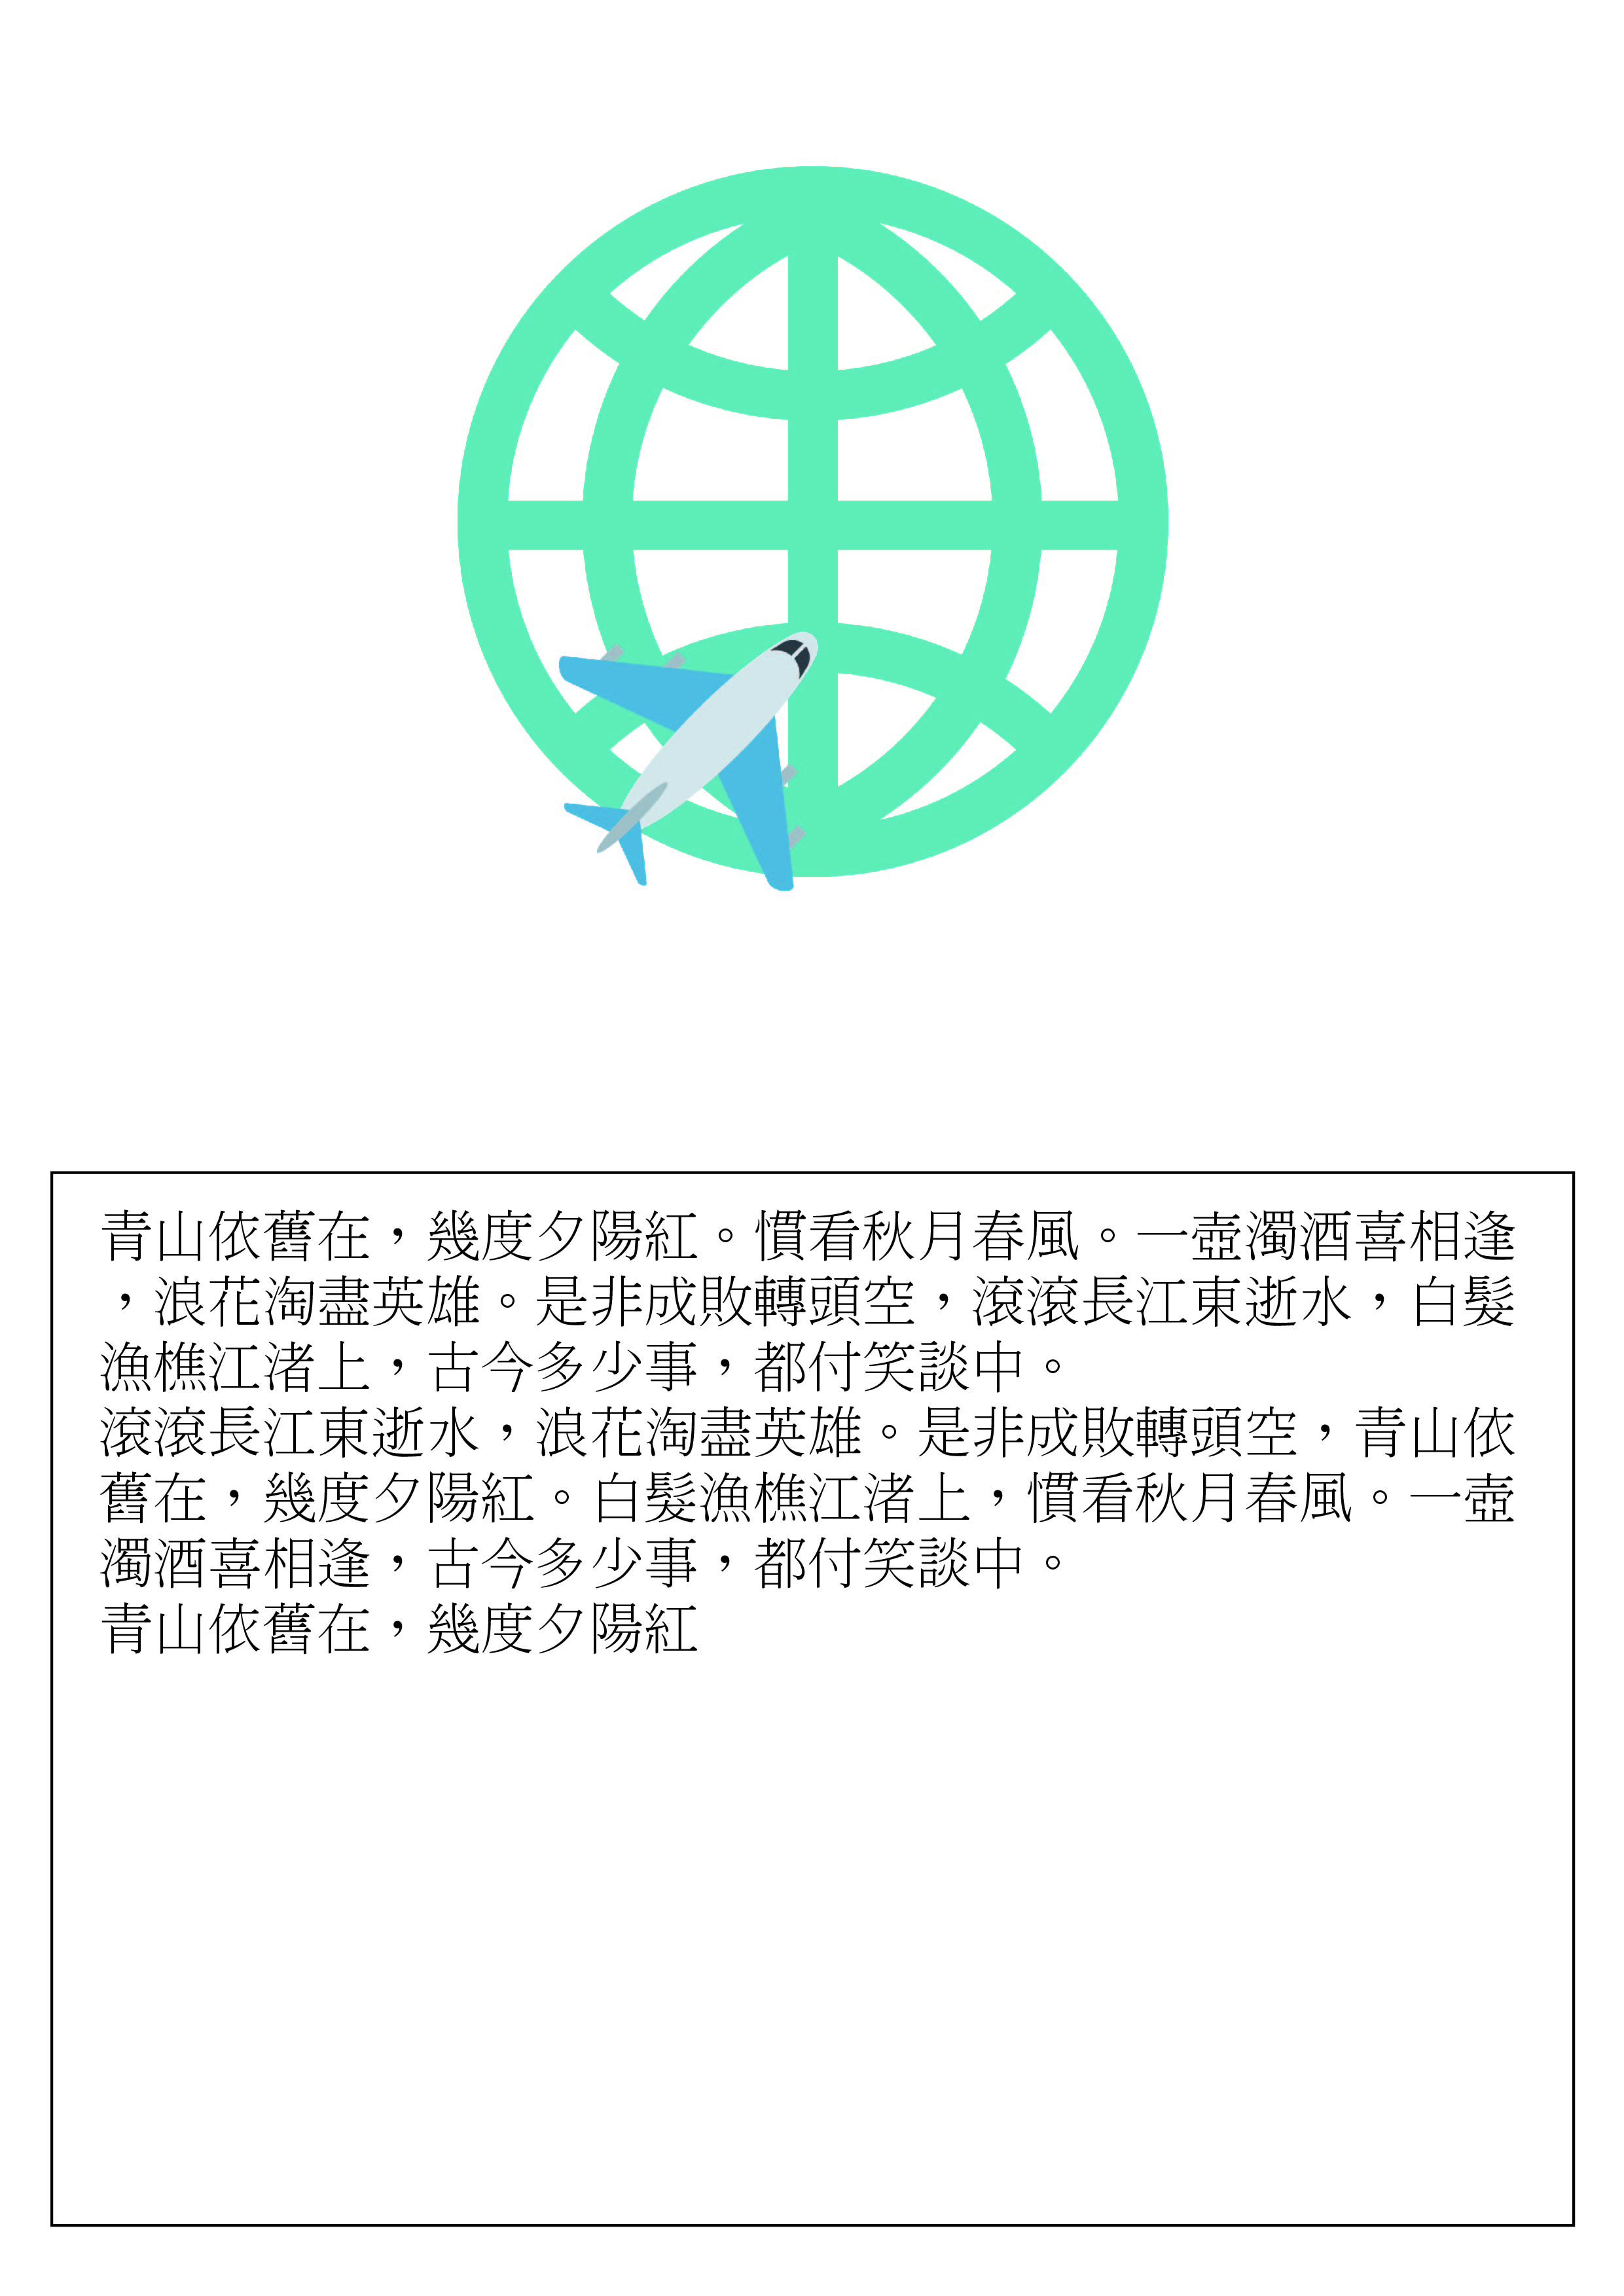 青山依舊在，幾度夕陽紅。慣看秋月春風。一壺濁酒喜相逢
，浪花淘盡英雄。是非成敗轉頭空，滾滾長江東逝水，白髮
漁樵江渚上，古今多少事，都付笑談中。
滾滾長江東逝水，浪花淘盡英雄。是非成敗轉頭空，青山依
舊在，幾度夕陽紅。白髮漁樵江渚上，慣看秋月春風。一壺
濁酒喜相逢，古今多少事，都付笑談中。
青山依舊在，幾度夕陽紅